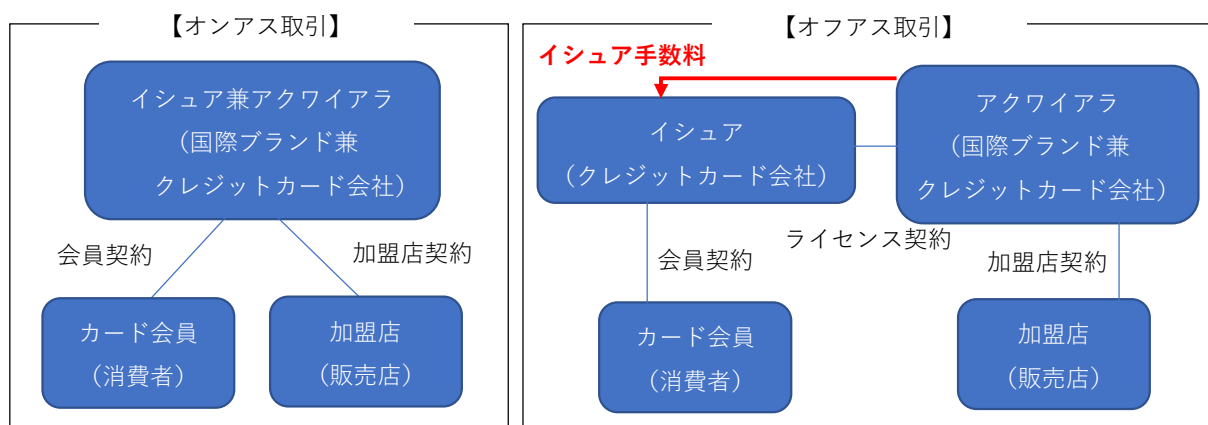 【オンアス取引】
イシュア兼アクワイアラ
（国際ブランド兼
クレジットカード会社）
会員契約
加盟店契約
カード会員
（消費者）
加盟店
（販売店）
【オフアス取引】
イシュア手数料
イシュア
（クレジットカード会社）
アクワイアラ
（国際ブランド兼
クレジットカード会社）
ライセンス契約
会員契約
加盟店契約
カード会員
（消費者）
加盟店
（販売店）